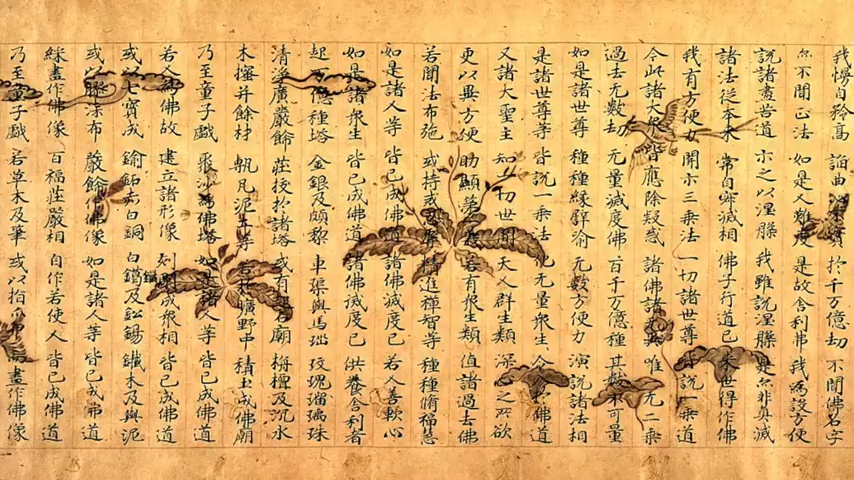 我慢自矜高 諂曲心不實 於千万億劫 不聞佛名字
亦不聞正法 如是人難度 是故舍利弗 我為設方便
說諸盡苦道 示之以涅槃 我雖說涅槃 是亦非真滅
諸法從本來 常自寂滅相 佛子行道已 來世得作佛
我有方便力 開示三乘法 一切諸世尊 皆說一乘道
今此諸大衆 皆應除疑惑 諸佛語無異 唯一无二乘
過去无數劫 无量滅度佛 百千万億種 其數不可量
如是諸世尊 種種緣譬喻 无數方便力 演說諸法相
是諸世尊等 皆說一乘法 化无量衆生 令入於佛道
又諸大聖主 知一切世間 天人群生類 深心之所欲
更以異方便 助顯第一義 若有衆生類 值諸過去佛
若聞法布施 或持戒忍辱 精進禪智等 種種脩福慧
如是諸人等 皆已成佛道 諸佛滅度已 若人善軟心
如是諸衆生 皆已成佛道 諸佛滅度已 供養舍利者
起万億種塔 金銀及頗黎 車璩與馬瑙 玫瑰瑠璃珠
清淨廣嚴飾 莊挍於諸塔 或有起石廟 栴檀及沉水
木櫁并餘材 塼瓦泥土等 若於曠野中 積土成佛廟
乃至童子戲 聚沙為佛塔 如是諸人等 皆已成佛道
若人為佛故 建立諸形像 刻彫成衆相 皆已成佛道
或以七寶成 鍮鉐赤白銅 白鑞及鉛錫 鐵木及與泥
或以膠漆布 嚴飾作佛像 如是諸人等 皆已成佛道
綵畫作佛像 百福莊嚴相 自作若使人 皆已成佛道
乃至童子戲 若草木及筆 或以指爪甲 而畫作佛像